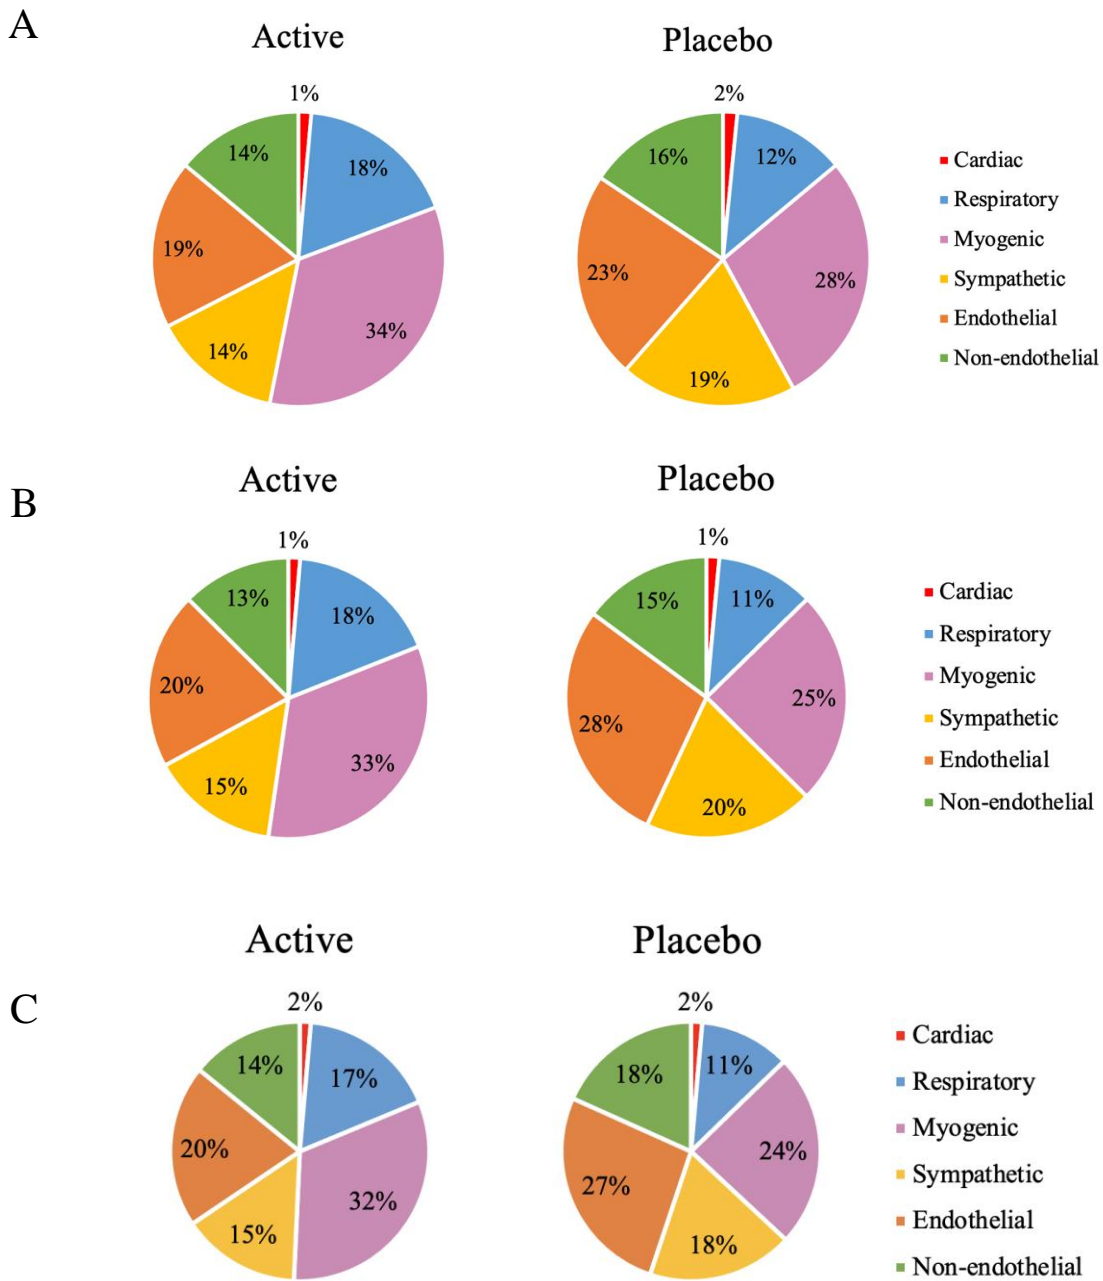 A
Active
Placebo
1%
18%
34%
14%
19%
14%
2%
12%
28%
19%
23%
16%
Cardiac
Respiratory
Myogenic
Sympathetic
Endothelial
Non-endothelial
B
Active
Placebo
1%
18%
33%
15%
20%
13%
1%
11%
25%
20%
28%
15%
Cardiac
Respiratory
Myogenic
Sympathetic
Endothelial
Non-endothelial
C
Active
Placebo
2%
17%
32%
15%
20%
14%
2%
11%
24%
18%
27%
18%
Cardiac
Respiratory
Myogenic
Sympathetic
Endothelial
Non-endothelial